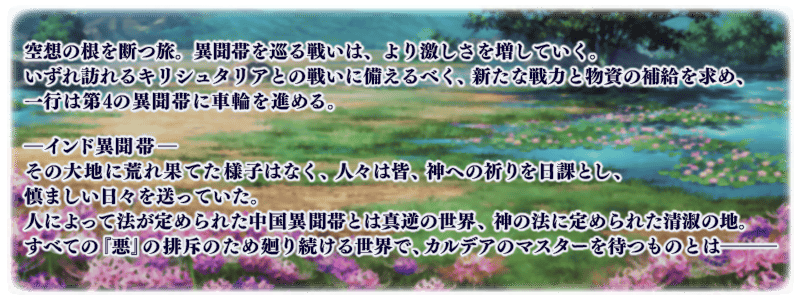 空想の根を断つ旅。異聞帯を巡る戦いは、より激しさを増していく。
いずれ訪れるキリシュタリアとの戦いに備えるべく、新たな戦力と物資の補給を求め、
一行は第4の異聞帯に車輪を進める。
―インド異聞帯―
その大地に荒れ果てた様子はなく、人々は皆、神への祈りを日課とし、
慎ましい日々を送っていた。
人によって法が定められた中国異聞帯とは真逆の世界、神の法に定められた清淑の地。
すべての『悪』の排斥のため廻り続ける世界で、カルデアのマスターを待つものとは―――